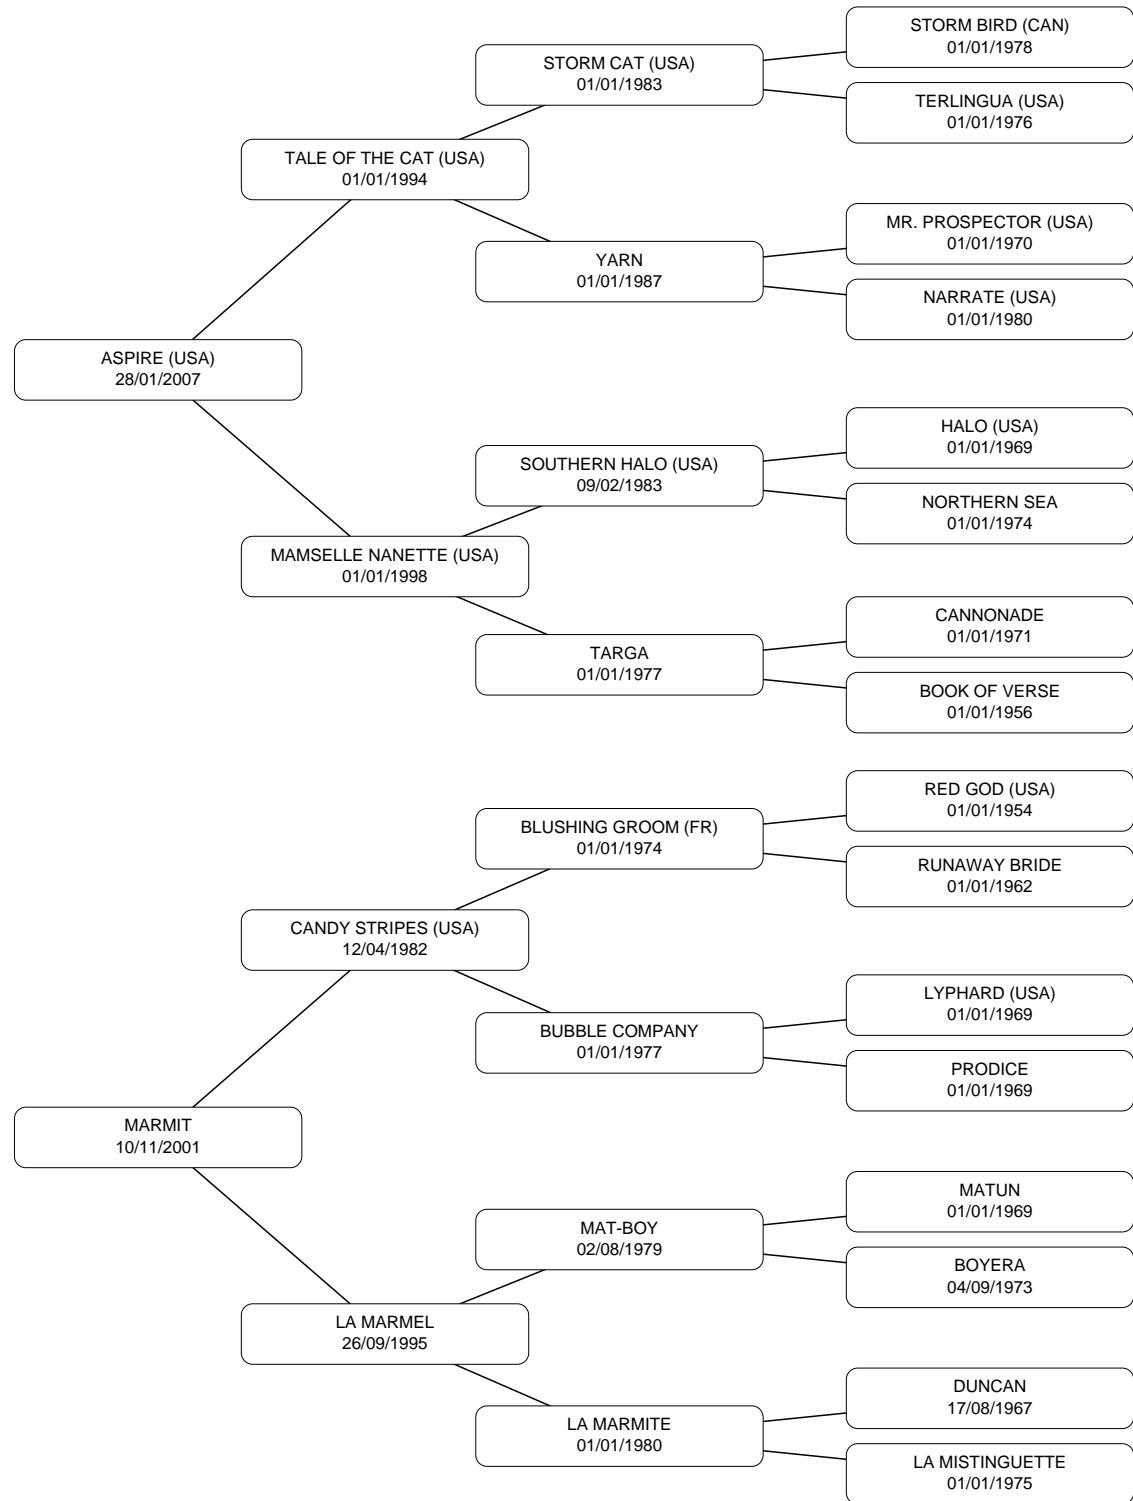 STORM BIRD (CAN)
01/01/1978
STORM CAT (USA)
01/01/1983
TERLINGUA (USA)
01/01/1976
TALE OF THE CAT (USA)
01/01/1994
MR. PROSPECTOR (USA)
01/01/1970
YARN
01/01/1987
NARRATE (USA)
01/01/1980
ASPIRE (USA)
28/01/2007
HALO (USA)
01/01/1969
SOUTHERN HALO (USA)
09/02/1983
NORTHERN SEA
01/01/1974
MAMSELLE NANETTE (USA)
01/01/1998
CANNONADE
01/01/1971
TARGA
01/01/1977
BOOK OF VERSE
01/01/1956
RED GOD (USA)
01/01/1954
BLUSHING GROOM (FR)
01/01/1974
RUNAWAY BRIDE
01/01/1962
CANDY STRIPES (USA)
12/04/1982
LYPHARD (USA)
01/01/1969
BUBBLE COMPANY
01/01/1977
PRODICE
01/01/1969
MARMIT
10/11/2001
MATUN
01/01/1969
MAT-BOY
02/08/1979
BOYERA
04/09/1973
LA MARMEL
26/09/1995
DUNCAN
17/08/1967
LA MARMITE
01/01/1980
LA MISTINGUETTE
01/01/1975